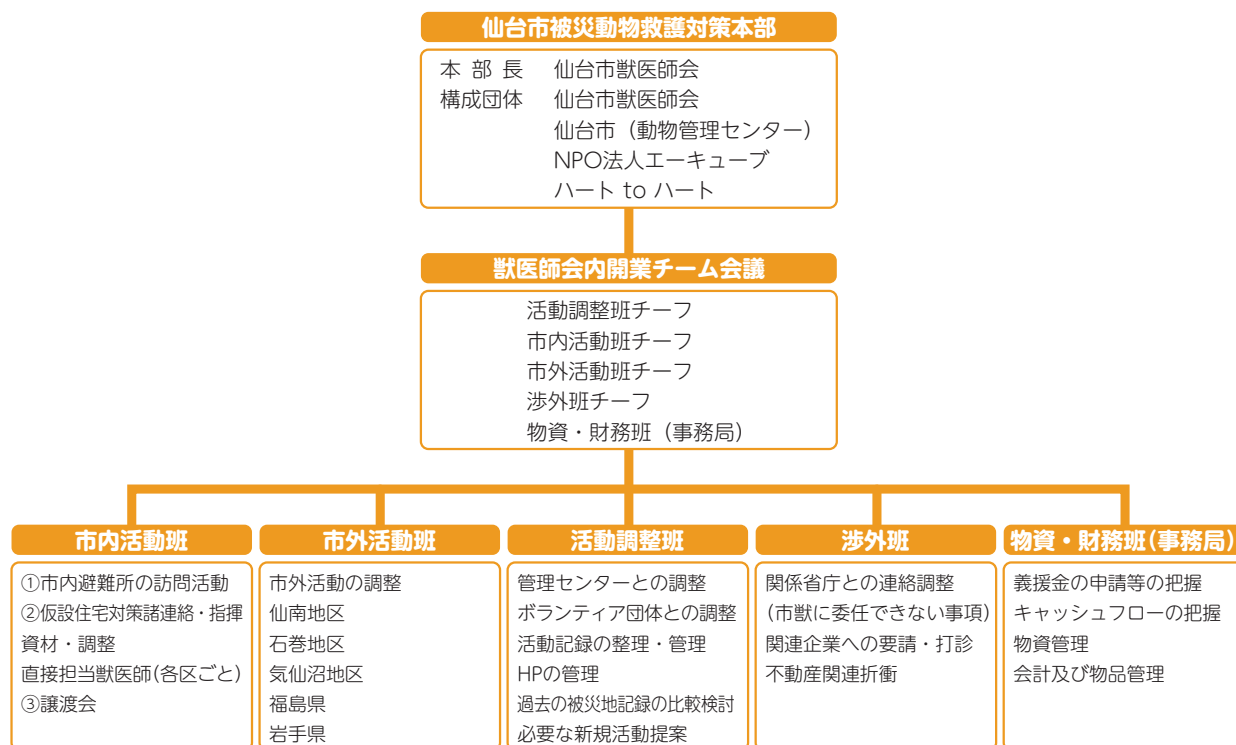 仙台市被災動物救護対策本部
本 部 長　仙台市獣医師会
構成団体　仙台市獣医師会
仙台市（動物管理センター）
NPO法人エーキューブ
ハート to ハート
獣医師会内開業チーム会議
活動調整班チーフ
市内活動班チーフ
市外活動班チーフ
渉外班チーフ
物資・財務班（事務局）
市内活動班
①市内避難所の訪問活動
②仮設住宅対策諸連絡・指揮
資材・調整
直接担当獣医師(各区ごと)
③譲渡会
市外活動班
市外活動の調整
仙南地区
石巻地区
気仙沼地区
福島県
岩手県
活動調整班
管理センターとの調整
ボランティア団体との調整
活動記録の整理・管理
HPの管理
過去の被災地記録の比較検討
必要な新規活動提案
渉外班
関係省庁との連絡調整
(市獣に委任できない事項)
関連企業への要請・打診
不動産関連折衝
物資・財務班(事務局)
義援金の申請等の把握
キャッシュフローの把握
物資管理
会計及び物品管理